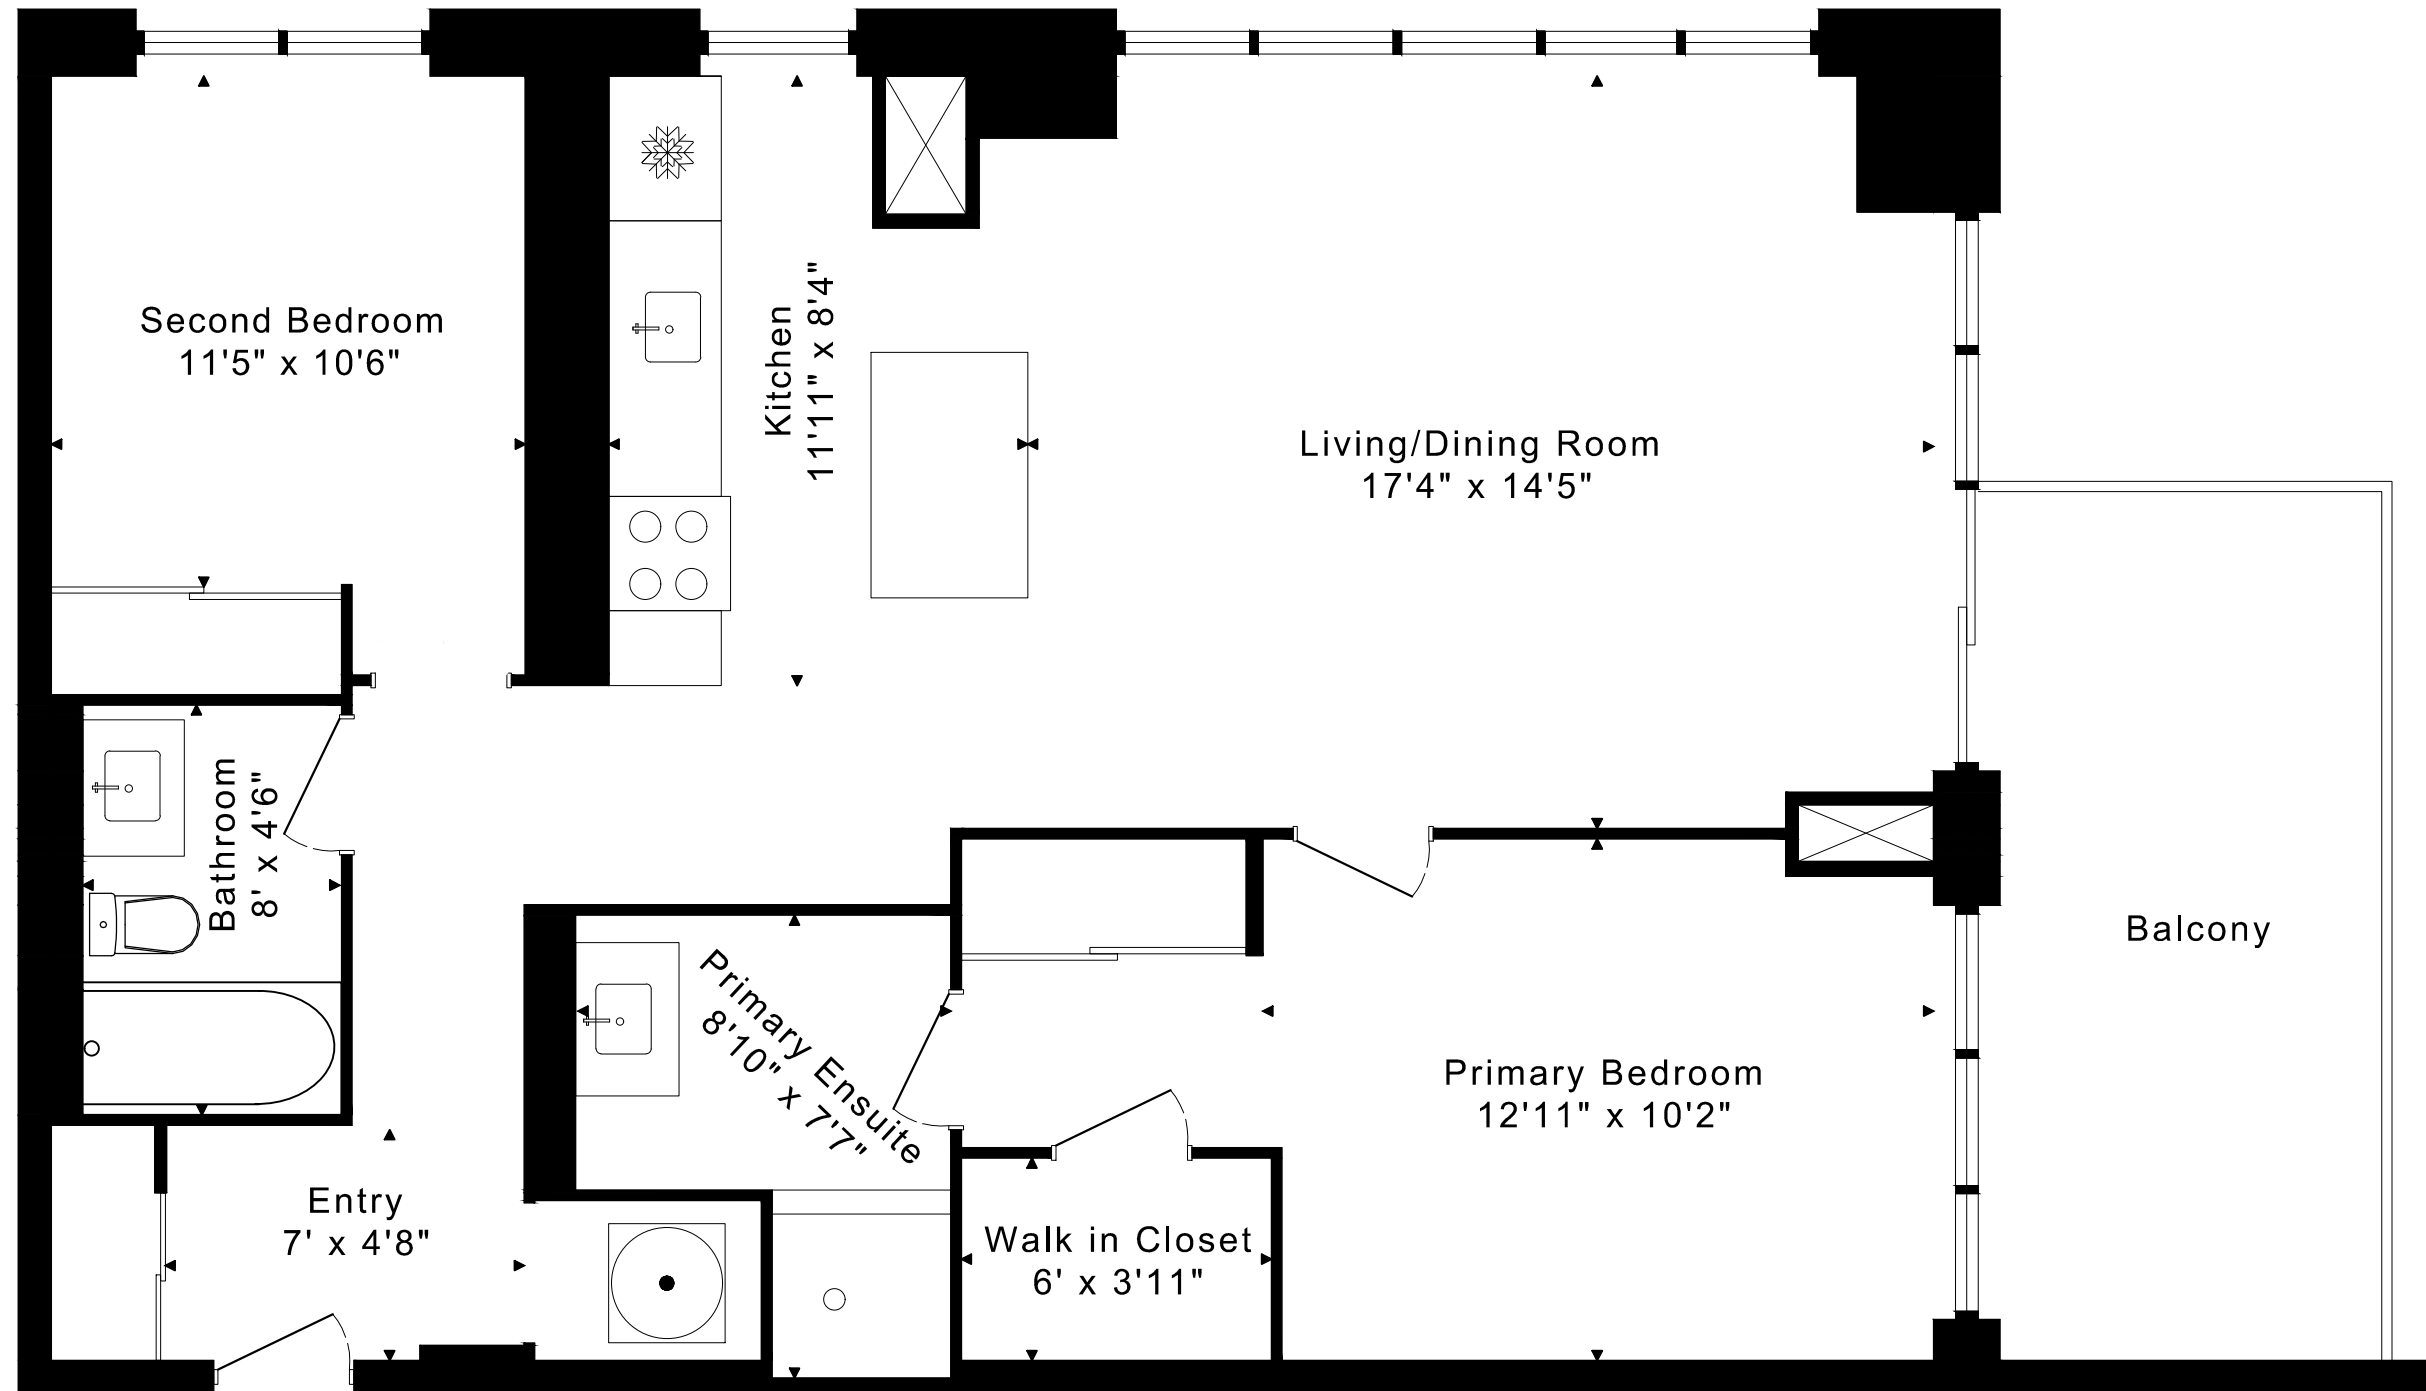 Second Bedroom
11'5" x 10'6"
Kitchen
11'11" x 8'4"
Living/Dining Room
17'4" x 14'5"
Bathroom
8' x 4'6"
Primary Ensuite
8'10" x 7'7"
Balcony
Primary Bedroom
12'11" x 10'2"
Entry
7' x 4'8"
Walk in Closet
6' x 3'11"